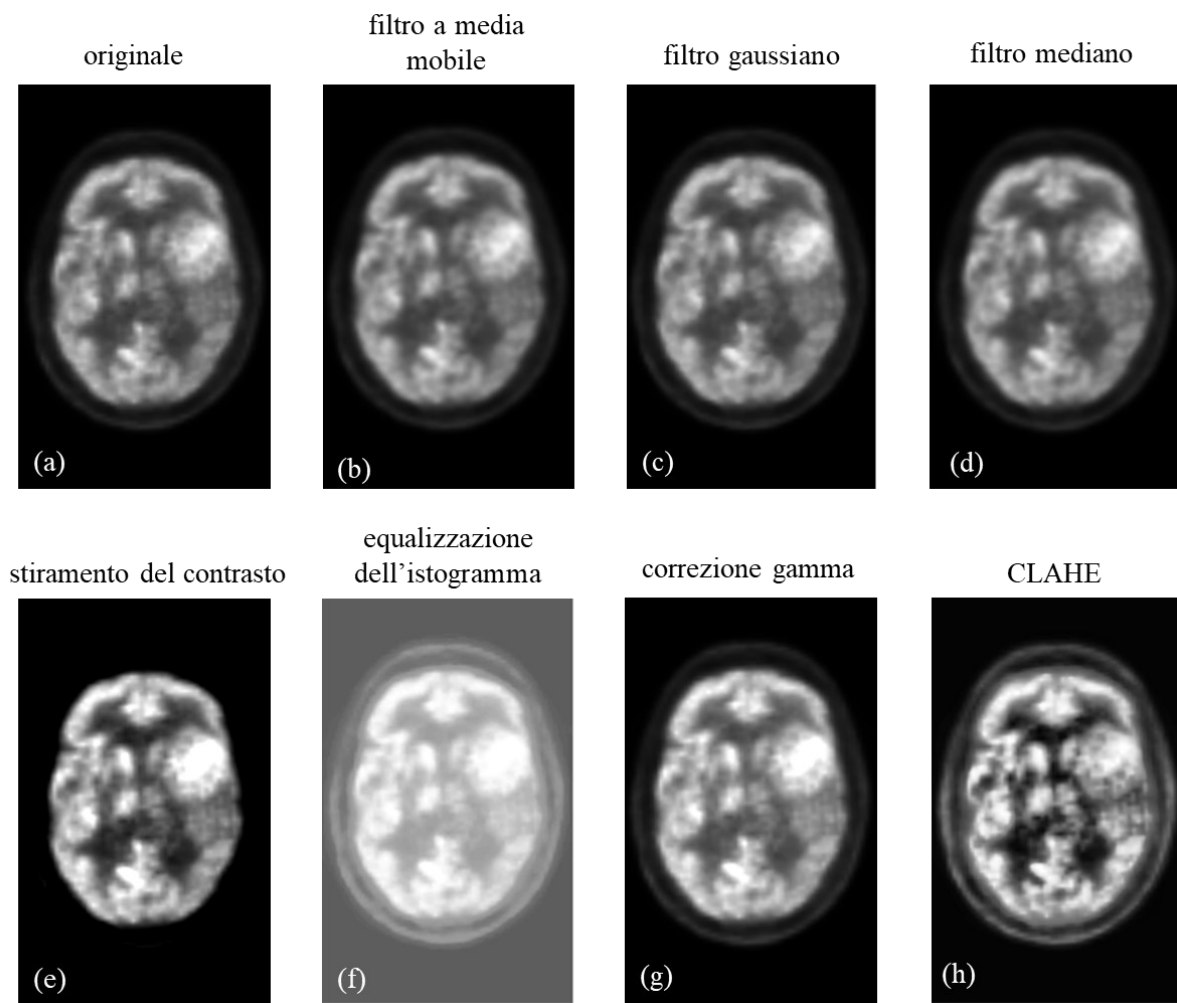 originale
filtro a media
mobile
filtro gaussiano
filtro mediano
(a)
(b)
(c)
(d)
stiramento del contrasto
equalizzazione
dell’istogramma
correzione gamma
CLAHE
(e)
(f)
(g)
(h)